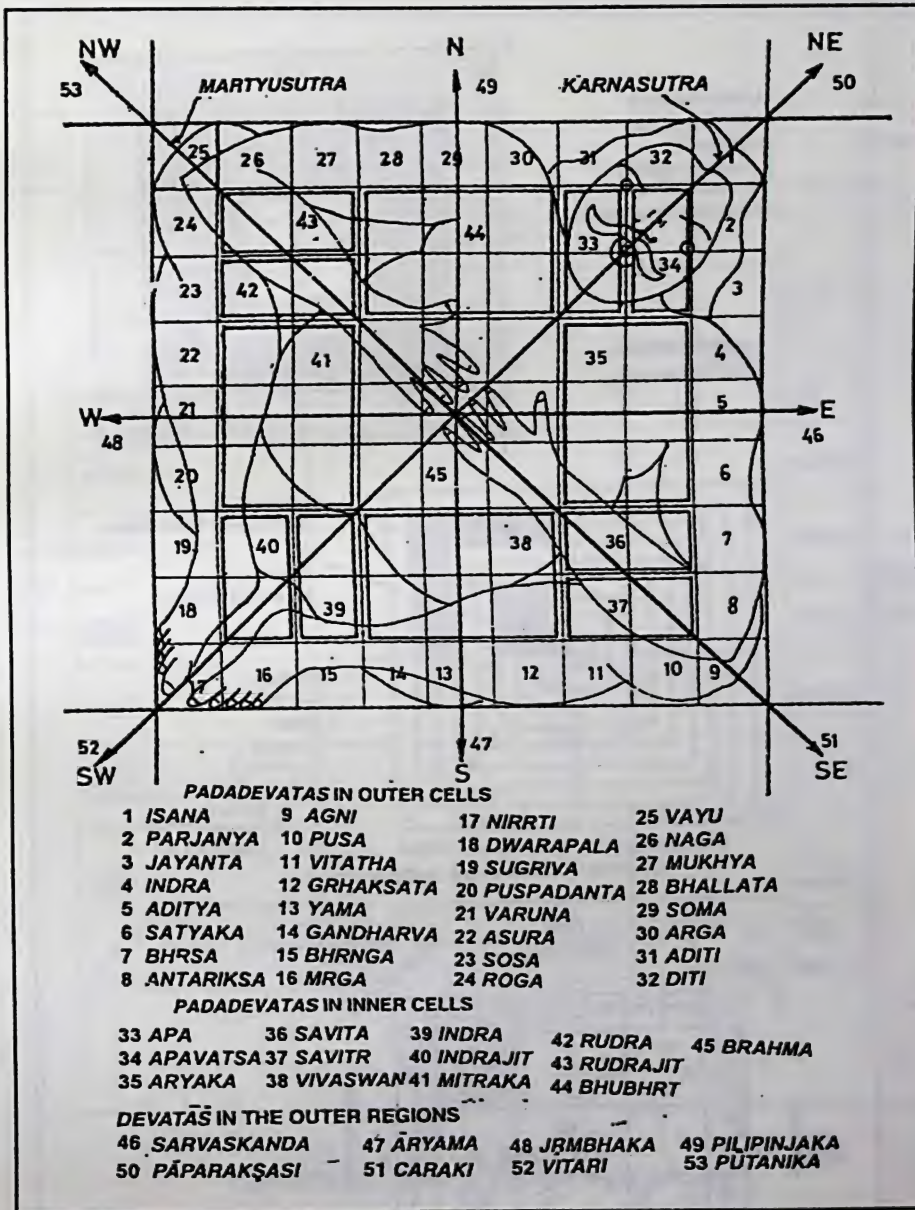 NW N NE
53 MARTYUSUTRA 49 KARNASUTRA 50
25 26 27 28 29 30 31 32 1
24 43 44 33 34 2
23 42 3
22 41 35 4
W 21 5 E
48 46
20 45 6
19 40 38 36 7
18 39 37 8
17 16 15 14 13 12 11 10 9
52 47 51
SW S SE
PADADEVATAS IN OUTER CELLS
1 ISANA 9 AGNI 17 NIRRTI 25 VAYU
2 PARJANYA 10 PUSA 18 DWARAPALA 26 NAGA
3 JAYANTA 11 VITATHA 19 SUGRIVA 27 MUKHYA
4 INDRA 12 GRHAKSATA 20 PUSPADANTA 28 BHALLATA
5 ADITYA 13 YAMA 21 VARUNA 29 SOMA
6 SATYAKA 14 GANDHARVA 22 ASURA 30 ARGA
7 BHRSA 15 BHRNGA 23 SOSA 31 ADITI
8 ANTARIKSA 16 MRGA 24 ROGA 32 DITI
PADADEVATAS IN INNER CELLS
33 APA 36 SAVITA 39 INDRA 42 RUDRA 45 BRAHMA
34 APAVATSA 37 SAVITR 40 INDRAJIT 43 RUDRAJIT
35 ARYAKA 38 VIVASWAN 41 MITRAKA 44 BHUBHRT
DEVATĀS IN THE OUTER REGIONS
46 SARVASKANDA 47 ĀRYAMA 48 JṚMBHAKA 49 PILIPINJAKA
50 PĀPARAKṢASI 51 CARAKI 52 VITARI 53 PŪTANIKA